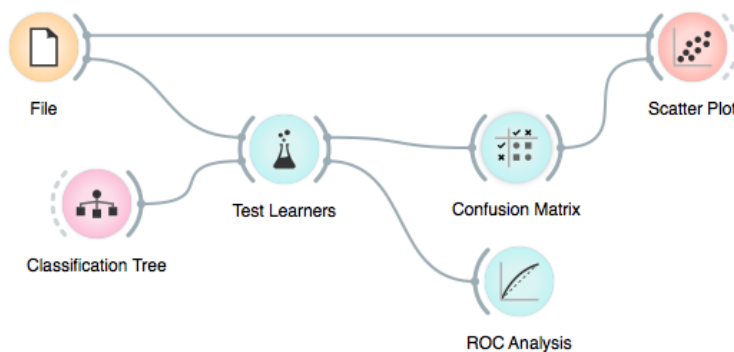 File
Scatter Plot
Test Learners
Confusion Matrix
Classification Tree
ROC Analysis